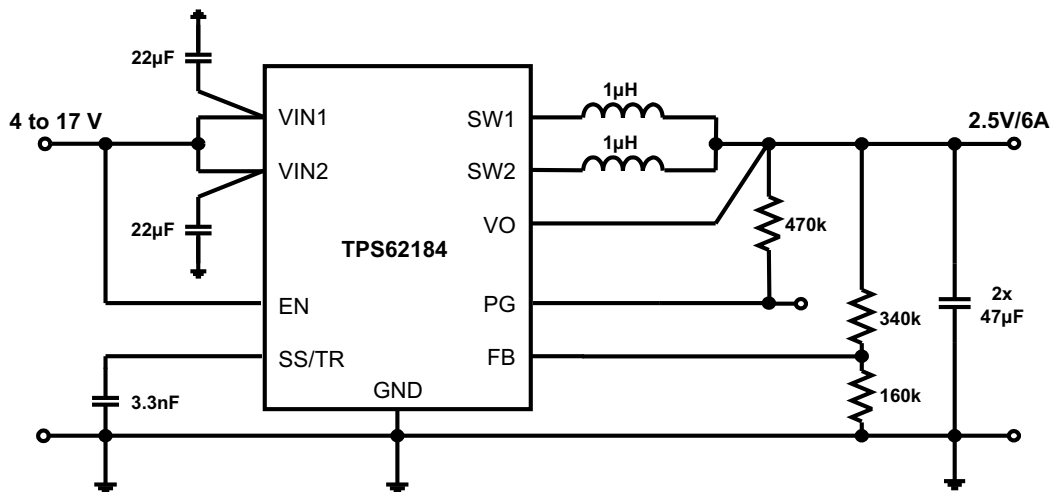 22µF
4 to 17 V
VIN1
VIN2
22µF
EN
SS/TR
3.3nF
GND
TPS62184
SW1
SW2
VO
PG
FB
1µH
1µH
470k
340k
160k
2.5V/6A
2x
47µF